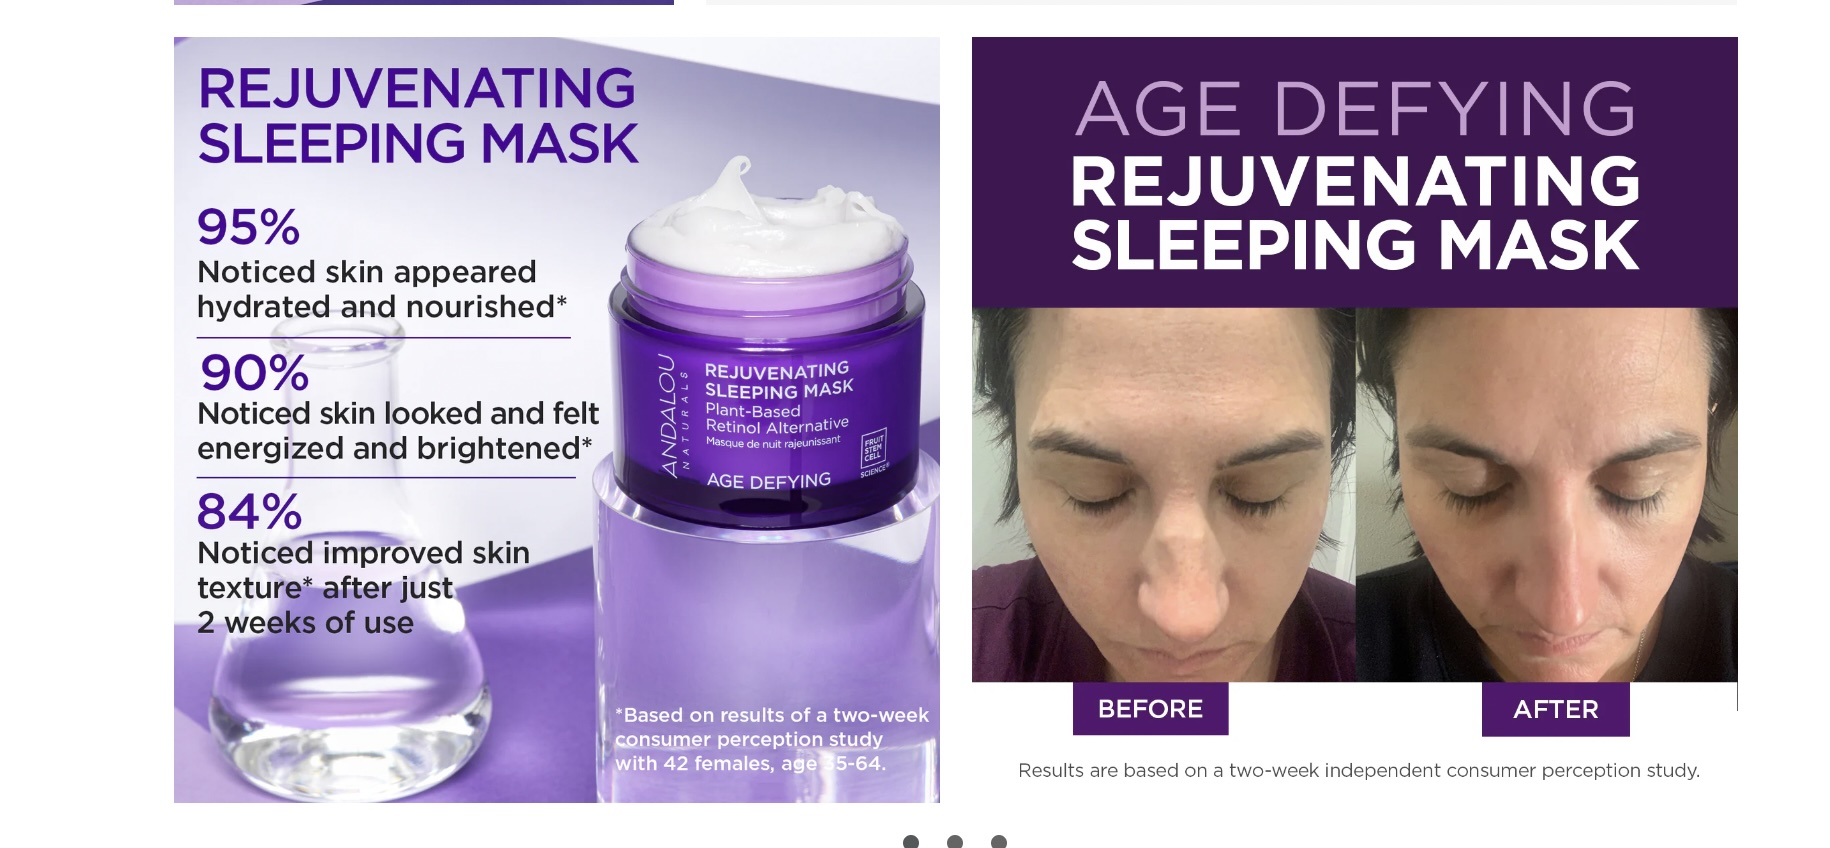 REJUVENATING
SLEEPING MASK
95%
Noticed skin appeared
hydrated and nourished*
90%
Noticed skin looked and felt
energized and brightened*
84%
Noticed improved skin
texture* after just
2 weeks of use
ANDALOU
NATURALS
REJUVENATING
SLEEPING MASK
Plant-Based
Retinol Alternative
Masque de nuit rajeunissant
FRUIT
STEM
CELL
SCIENCE®
AGE DEFYING
*Based on results of a two-week
consumer perception study
with 42 females, age 35-64.
AGE DEFYING
REJUVENATING
SLEEPING MASK
BEFORE
AFTER
Results are based on a two-week independent consumer perception study.